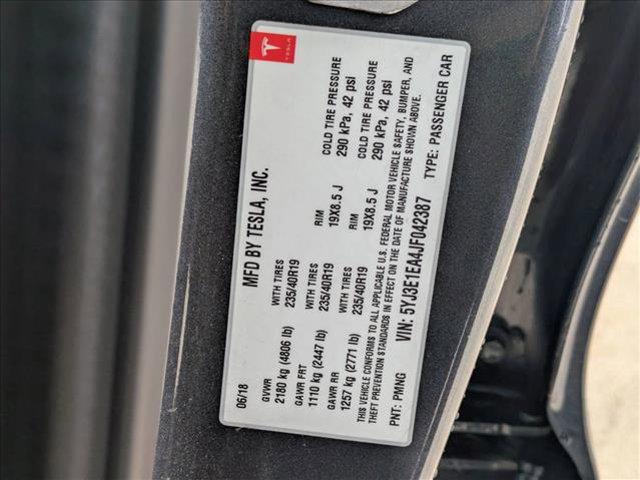 TESLA
MFD BY TESLA, INC.
06/18
GVWR WITH TIRES RIM COLD TIRE PRESSURE
2180 kg (4806 lb) 235/40R19 19X8.5 J 290 kPa, 42 psi
GAWR FRT WITH TIRES RIM COLD TIRE PRESSURE
1110 kg (2447 lb) 235/40R19 19X8.5 J 290 kPa, 42 psi
GAWR RR WITH TIRES
1257 kg (2771 lb) 235/40R19
THIS VEHICLE CONFORMS TO ALL APPLICABLE U.S. FEDERAL MOTOR VEHICLE SAFETY, BUMPER, AND
THEFT PREVENTION STANDARDS IN EFFECT ON THE DATE OF MANUFACTURE SHOWN ABOVE.
PNT: PMNG VIN: 5YJ3E1EA4JF042387 TYPE: PASSENGER CAR